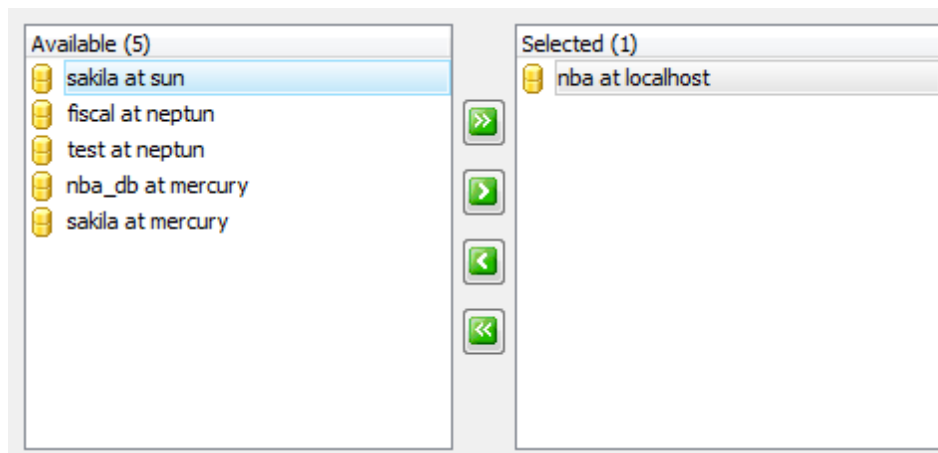 Available (5)
sakila at sun
fiscal at neptun
test at neptun
nba_db at mercury
sakila at mercury
Selected (1)
nba at localhost